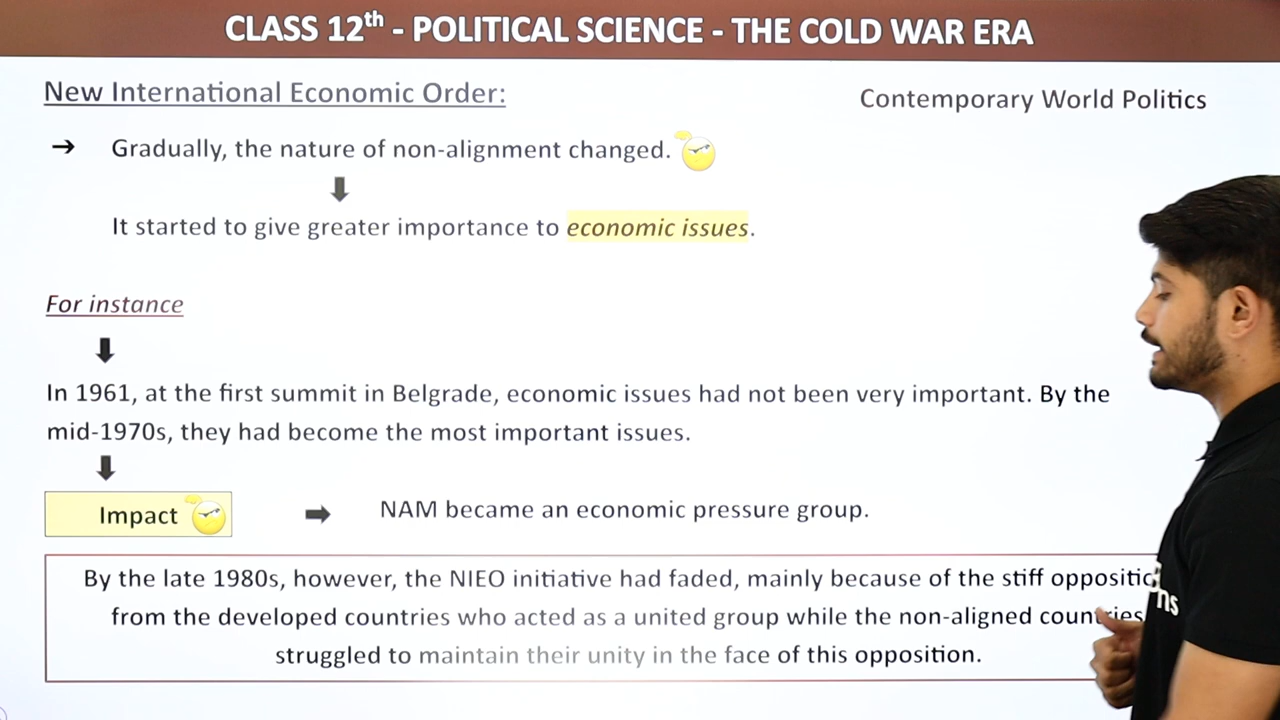 CLASS 12th - POLITICAL SCIENCE - THE COLD WAR ERA
New International Economic Order:
Contemporary World Politics
→ Gradually, the nature of non-alignment changed.
It started to give greater importance to economic issues.
For instance
In 1961, at the first summit in Belgrade, economic issues had not been very important. By the
mid-1970s, they had become the most important issues.
Impact
NAM became an economic pressure group.
By the late 1980s, however, the NIEO initiative had faded, mainly because of the stiff
from the developed countries who acted as a united group while the non-aligned countries
struggled to maintain their unity in the face of this opposition.